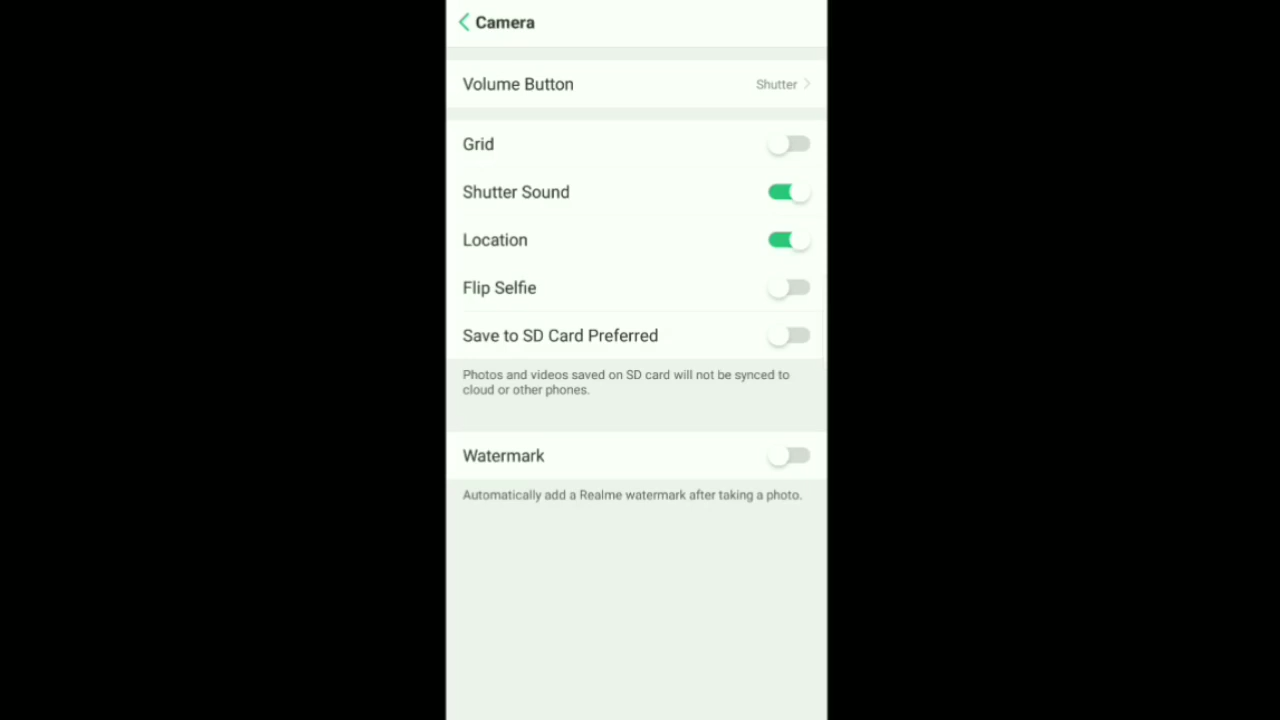 Camera
Volume Button Shutter
Grid
Shutter Sound
Location
Flip Selfie
Save to SD Card Preferred
Photos and videos saved on SD card will not be synced to
cloud or other phones.
Watermark
Automatically add a Realme watermark after taking a photo.